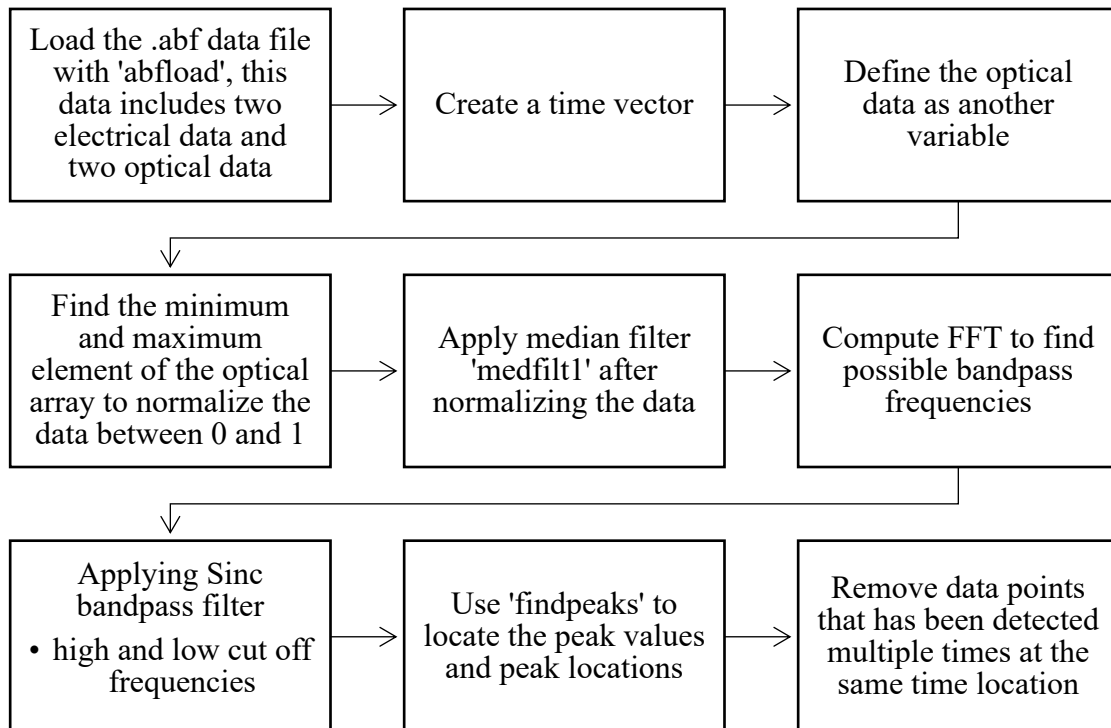 Load the .abf data file
with 'abfload', this
data includes two
electrical data and
two optical data
Create a time vector
Define the optical
data as another
variable
Find the minimum
and maximum
element of the optical
array to normalize the
data between 0 and 1
Apply median filter
'medfilt1' after
normalizing the data
Compute FFT to find
possible bandpass
frequencies
Applying Sinc
bandpass filter
• high and low cut off
frequencies
Use 'findpeaks' to
locate the peak values
and peak locations
Remove data points
that has been detected
multiple times at the
same time location